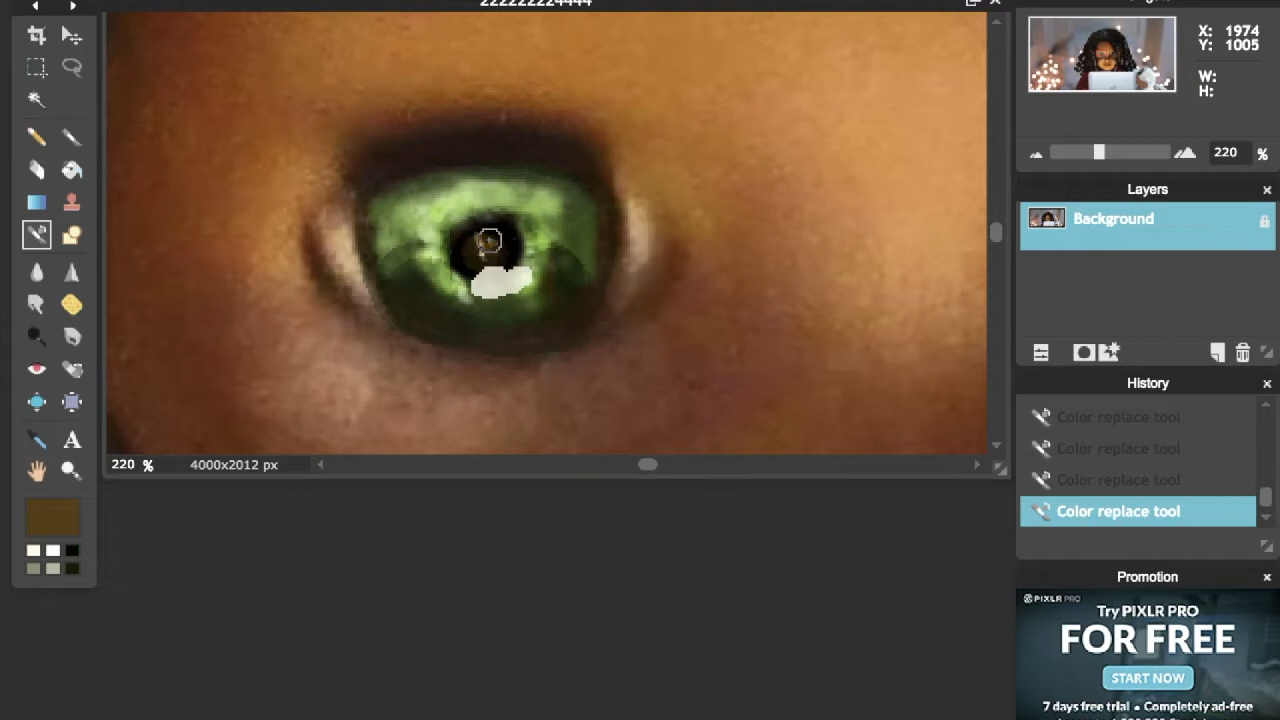 222222224444
X: 1974
Y: 1005
W:
H:
220 %
Layers
Background
History
Color replace tool
Color replace tool
Color replace tool
Color replace tool
220 % 4000x2012 px
A
Promotion
PIXLR PRO
Try PIXLR PRO
FOR FREE
START NOW
7 days free trial • Completely ad-free